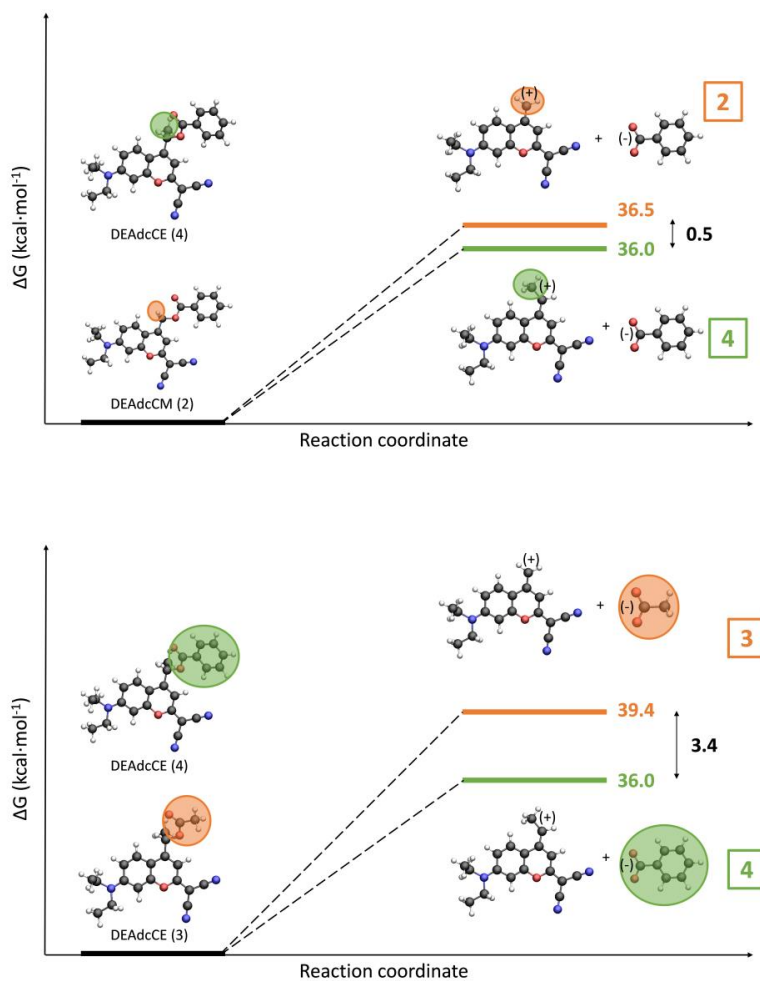 (+)
2
+
(-)
DEAdcCE (4)
36.5
0.5
36.0
ΔG (kcal·mol⁻¹)
(+)
+
(-)
4
DEAdcCM (2)
Reaction coordinate
(+)
+
(-)
3
DEAdcCE (4)
39.4
3.4
36.0
ΔG (kcal·mol⁻¹)
(+)
+
(-)
4
DEAdcCE (3)
Reaction coordinate